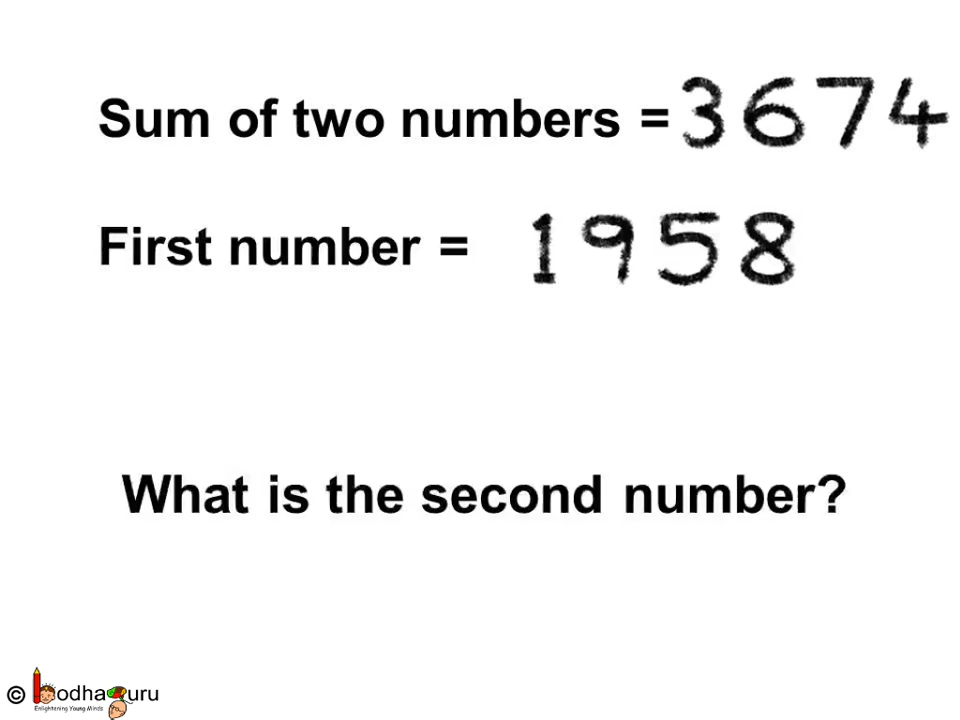 Sum of two numbers = 3674
First number = 1958
What is the second number?
© bodhaguru
Enlightening Young Minds